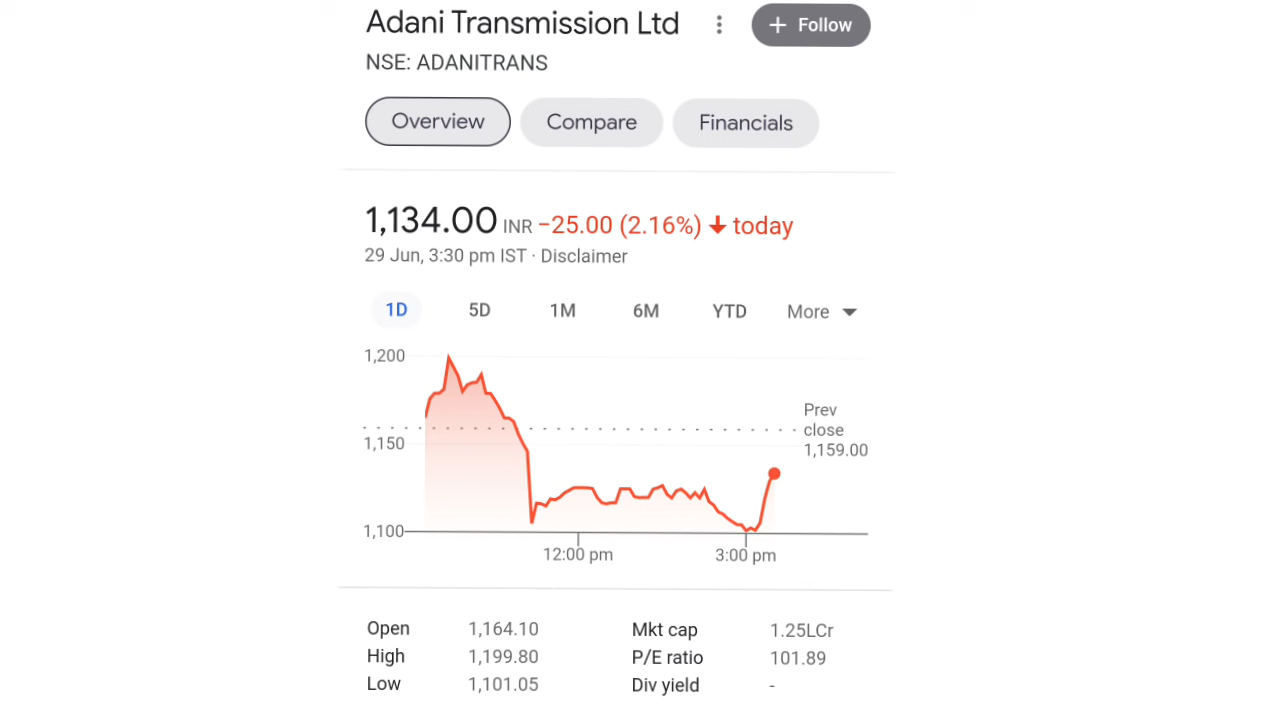 Adani Transmission Ltd
+ Follow
NSE: ADANITRANS
Overview Compare Financials
1,134.00 INR −25.00 (2.16%) ↓ today
29 Jun, 3:30 pm IST · Disclaimer
1D 5D 1M 6M YTD More
1,200
Prev
close
1,159.00
1,150
1,100
12:00 pm 3:00 pm
Open 1,164.10 Mkt cap 1.25LCr
High 1,199.80 P/E ratio 101.89
Low 1,101.05 Div yield -